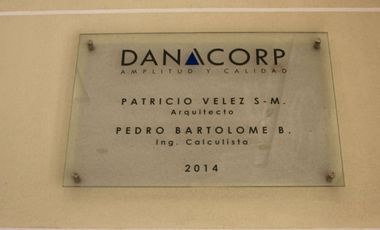 DANACORP
AMPLITUD Y CALIDAD
PATRICIO VELEZ S-M.
Arquitecto
PEDRO BARTOLOME B.
Ing. Calculista
2014